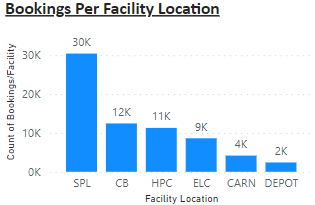 Bookings Per Facility Location
Count of Bookings/Facility
30K
20K
10K
0K
30K
12K
11K
9K
4K
2K
SPL CB HPC ELC CARN DEPOT
Facility Location